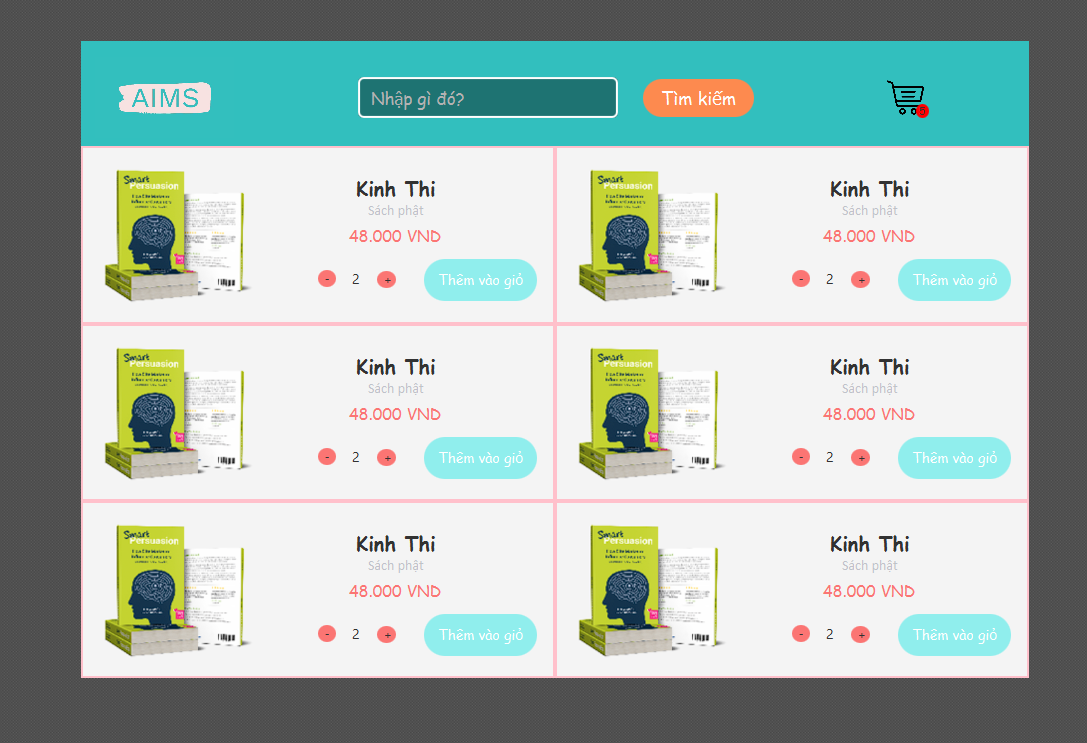 AIMS
Nhập gì đó?
Tìm kiếm
0
Smart
Persuasion
Kinh Thi
Sách phật
48.000 VND
- 2 +
Thêm vào giỏ
Smart
Persuasion
Kinh Thi
Sách phật
48.000 VND
- 2 +
Thêm vào giỏ
Smart
Persuasion
Kinh Thi
Sách phật
48.000 VND
- 2 +
Thêm vào giỏ
Smart
Persuasion
Kinh Thi
Sách phật
48.000 VND
- 2 +
Thêm vào giỏ
Smart
Persuasion
Kinh Thi
Sách phật
48.000 VND
- 2 +
Thêm vào giỏ
Smart
Persuasion
Kinh Thi
Sách phật
48.000 VND
- 2 +
Thêm vào giỏ